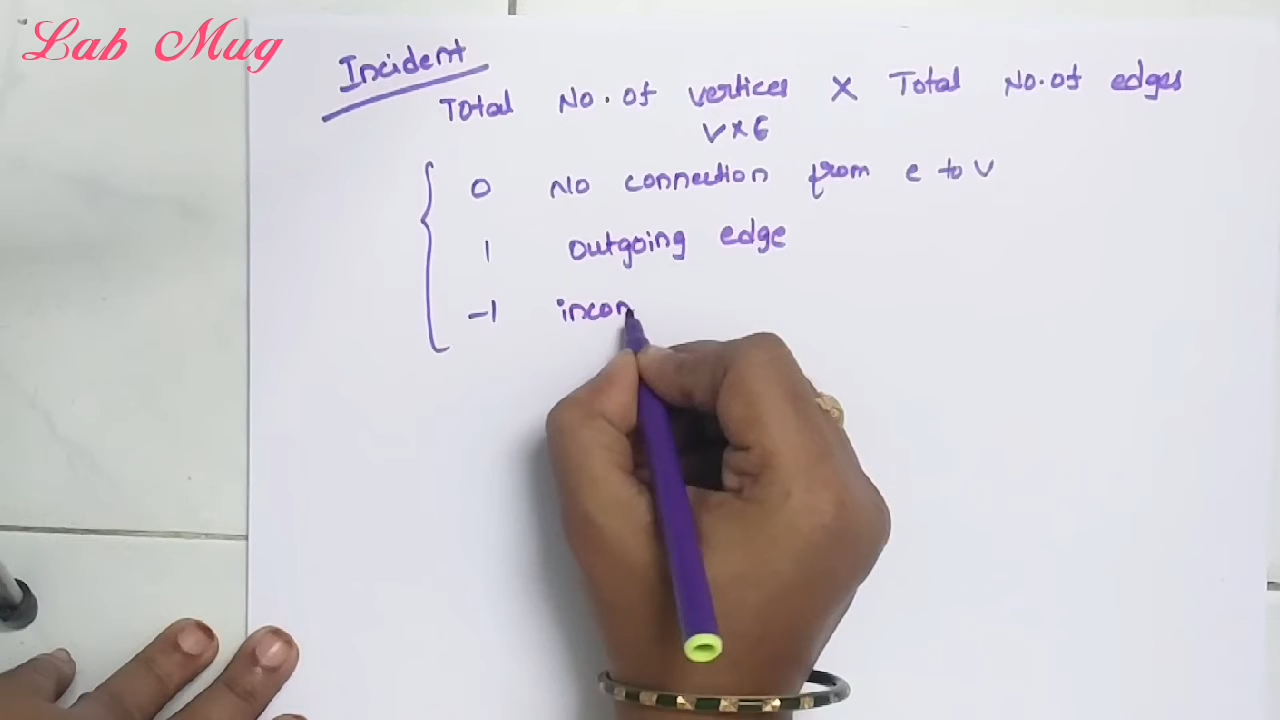 Lab Mug
Incident
Total No. of vertices X Total No. of edges
V X E
0 No connection from e to v
1 outgoing edge
-1 incom